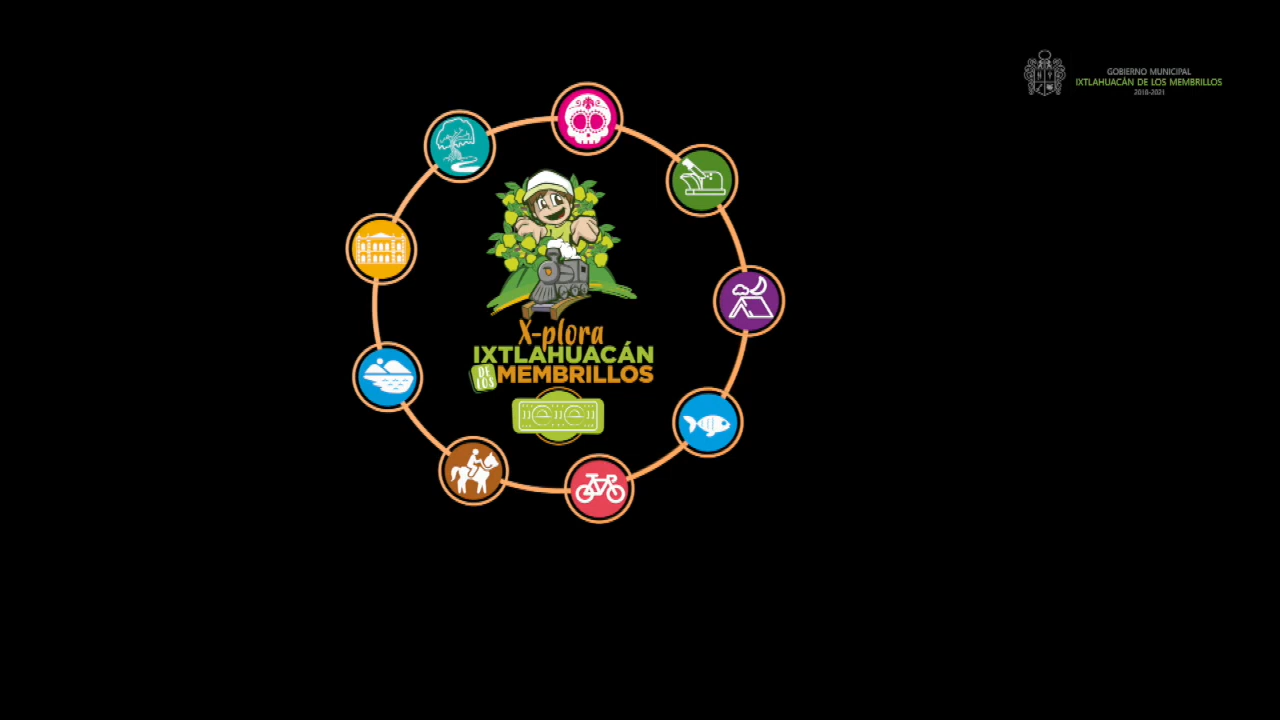 GOBIERNO MUNICIPAL
IXTLAHUACÁN DE LOS MEMBRILLOS
2018-2021
X-plora
IXTLAHUACÁN
DE LOS MEMBRILLOS